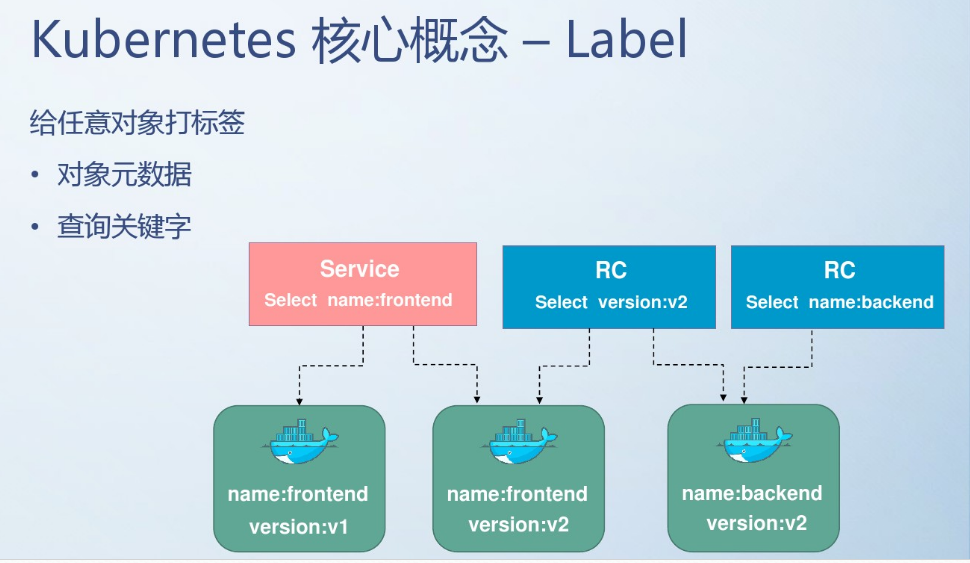 Kubernetes 核心概念 – Label
给任意对象打标签
• 对象元数据
• 查询关键字
Service
Select name:frontend
RC
Select version:v2
RC
Select name:backend
name:frontend
version:v1
name:frontend
version:v2
name:backend
version:v2